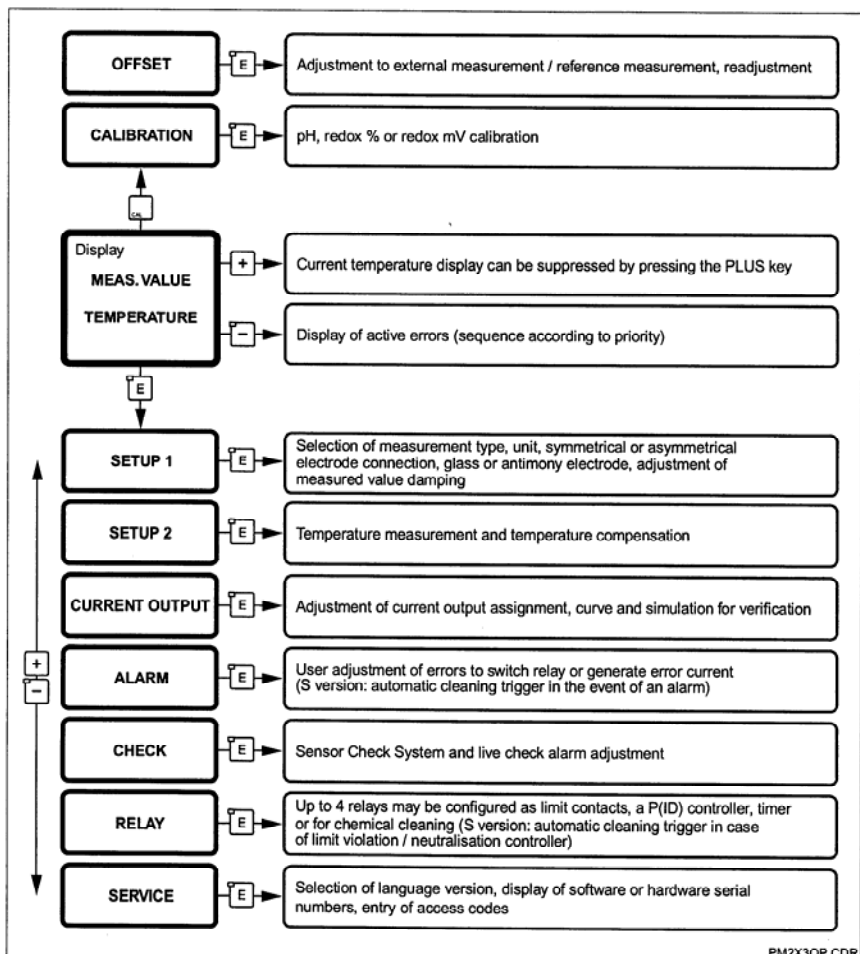 OFFSET
E
Adjustment to external measurement / reference measurement, readjustment
CALIBRATION
E
pH, redox % or redox mV calibration
CAL
Display
MEAS. VALUE
TEMPERATURE
+
Current temperature display can be suppressed by pressing the PLUS key
−
Display of active errors (sequence according to priority)
E
SETUP 1
E
Selection of measurement type, unit, symmetrical or asymmetrical
electrode connection, glass or antimony electrode, adjustment of
measured value damping
SETUP 2
E
Temperature measurement and temperature compensation
CURRENT OUTPUT
E
Adjustment of current output assignment, curve and simulation for verification
+
−
ALARM
E
User adjustment of errors to switch relay or generate error current
(S version: automatic cleaning trigger in the event of an alarm)
CHECK
E
Sensor Check System and live check alarm adjustment
RELAY
E
Up to 4 relays may be configured as limit contacts, a P(ID) controller, timer
or for chemical cleaning (S version: automatic cleaning trigger in case
of limit violation / neutralisation controller)
SERVICE
E
Selection of language version, display of software or hardware serial
numbers, entry of access codes
PM2X3OP.CDR